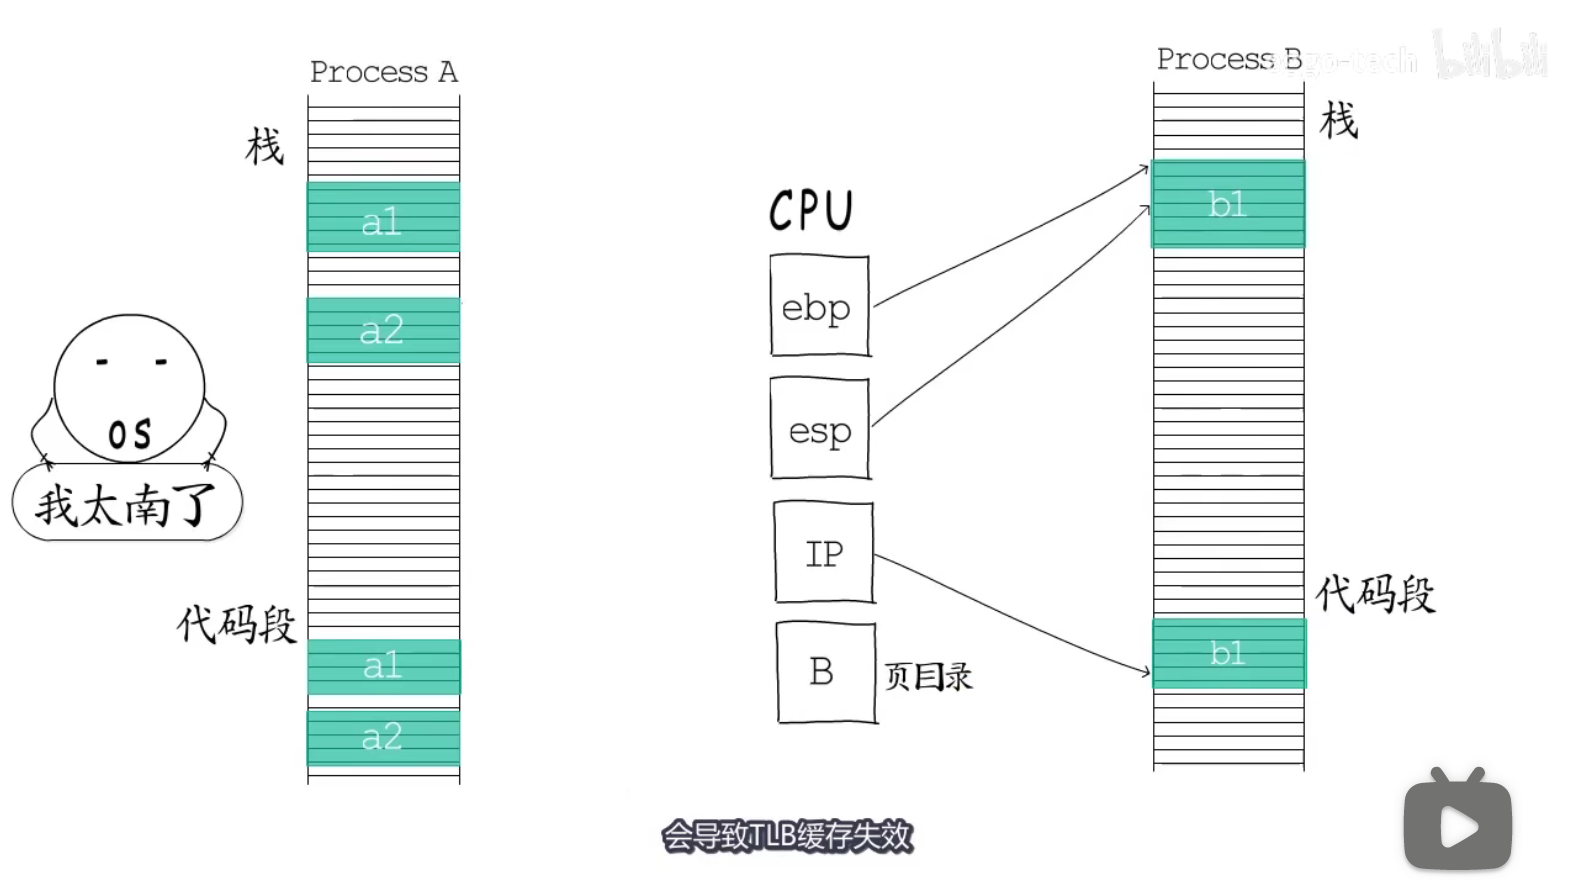 Process A
Process B
bilibili
栈
栈
a1
b1
CPU
ebp
a2
OS
esp
我太南了
IP
代码段
代码段
a1
b1
B
页目录
a2
会导致TLB缓存失效